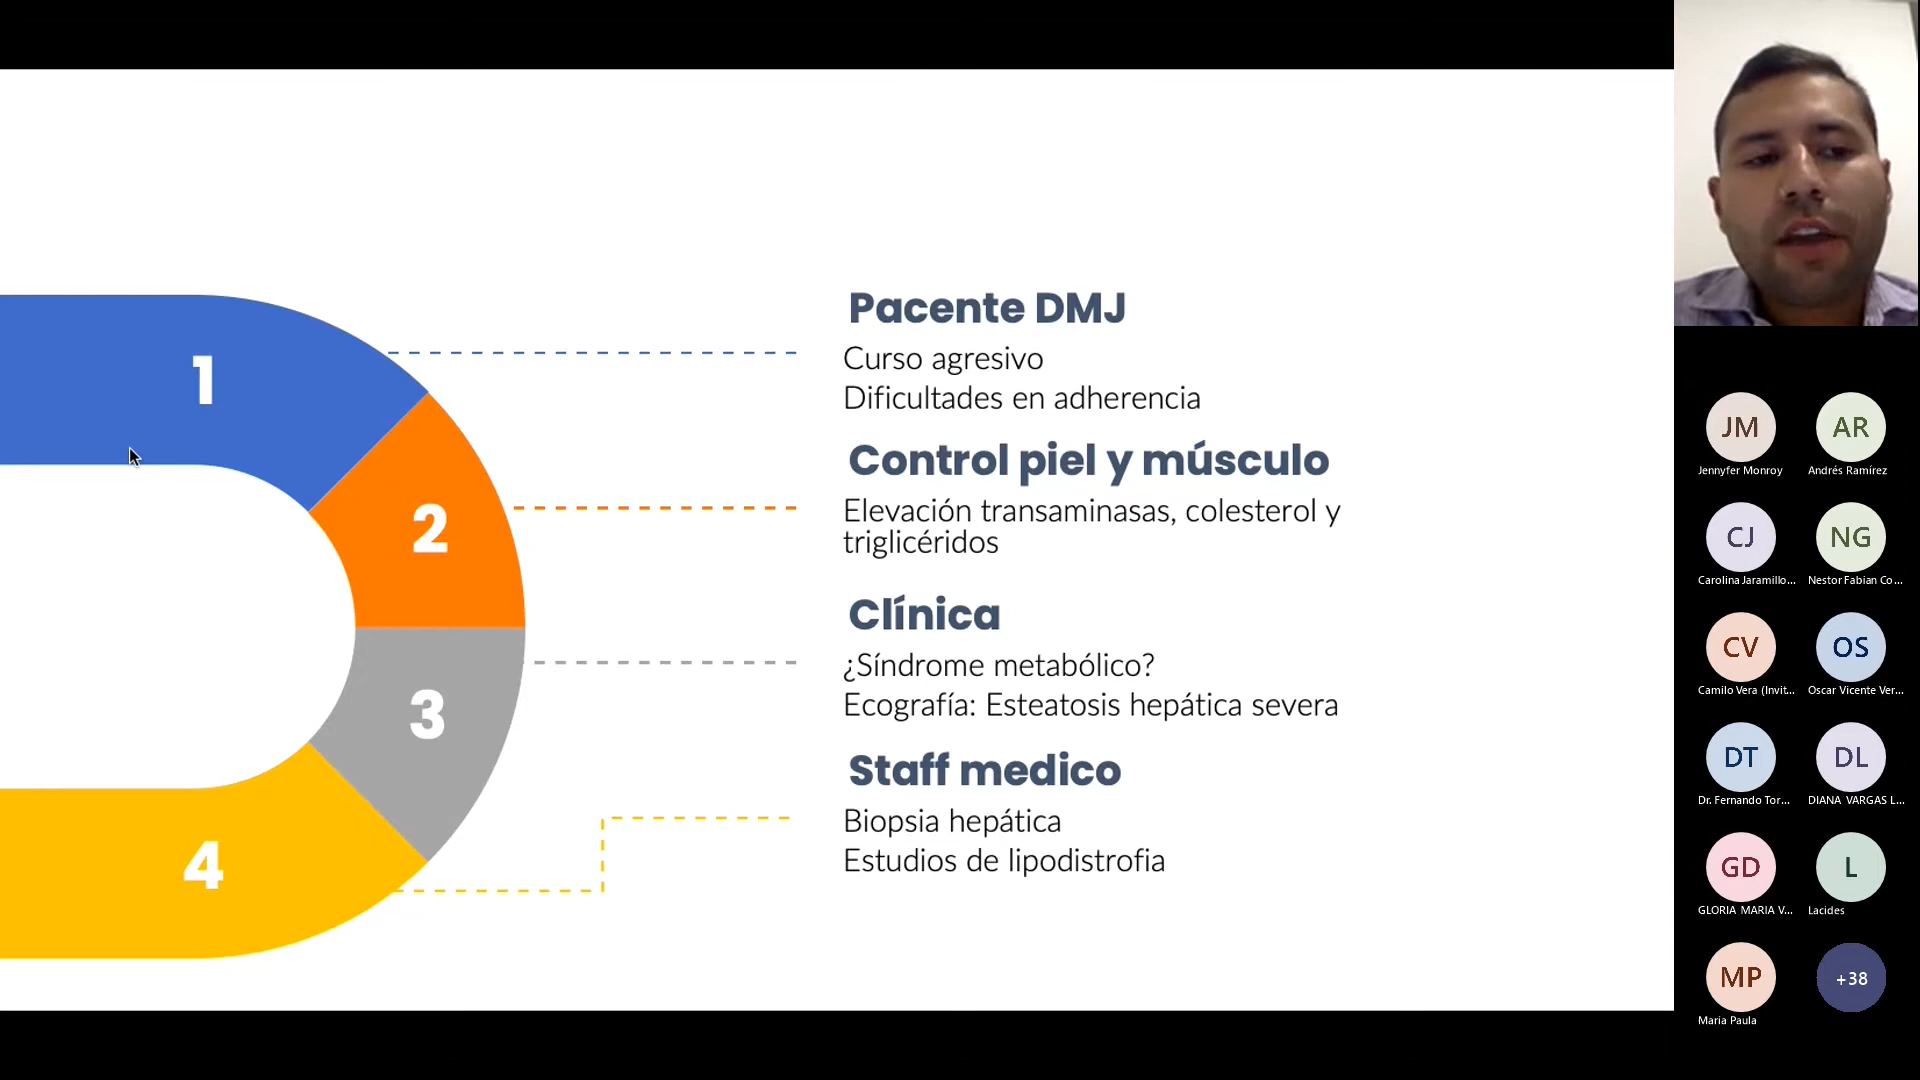 1
Pacente DMJ
Curso agresivo
Dificultades en adherencia
2
Control piel y músculo
Elevación transaminasas, colesterol y
triglicéridos
3
Clínica
¿Síndrome metabólico?
Ecografía: Esteatosis hepática severa
4
Staff medico
Biopsia hepática
Estudios de lipodistrofia
JM
Jennyfer Monroy
AR
Andrés Ramírez
CJ
Carolina Jaramillo...
NG
Nestor Fabian Co...
CV
Camilo Vera (Invit...
OS
Oscar Vicente Ver...
DT
Dr. Fernando Tor...
DL
DIANA VARGAS L...
GD
GLORIA MARIA V...
L
Lacides
MP
Maria Paula
+38